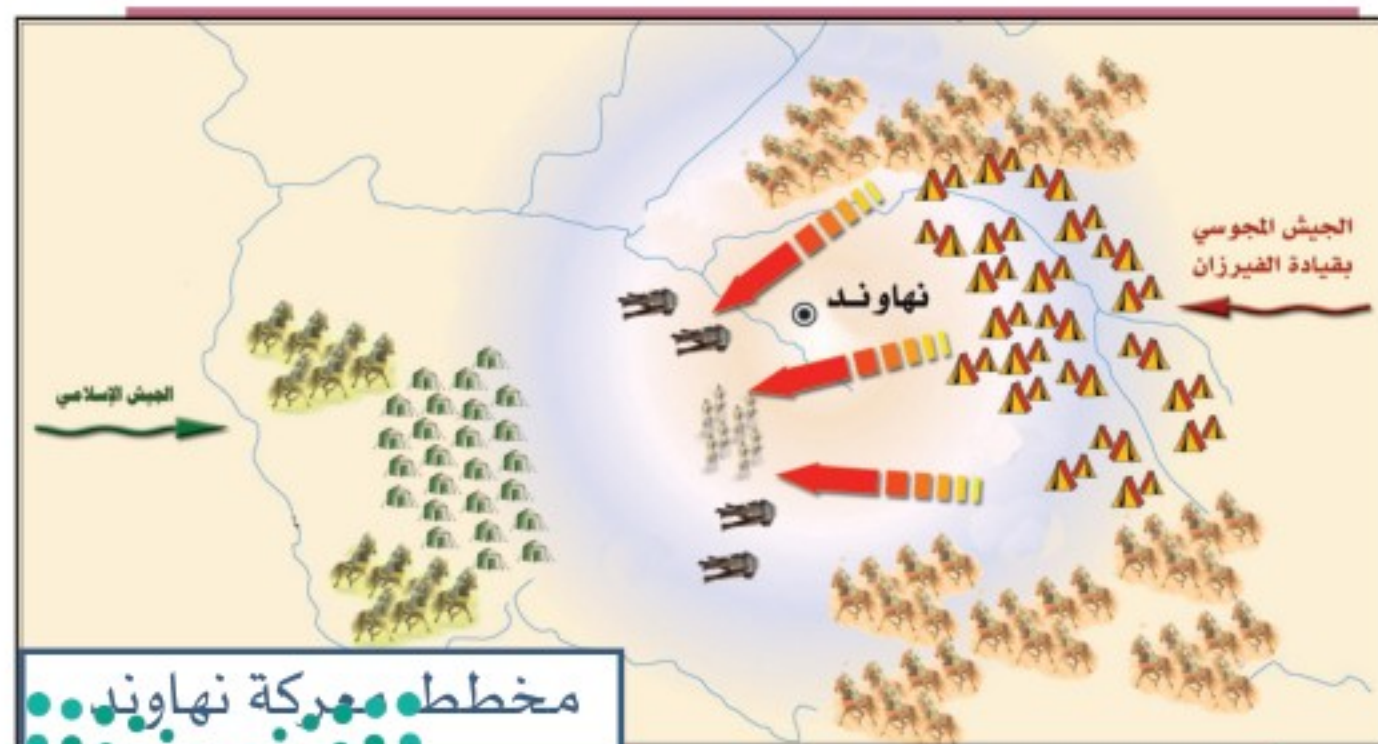 الجيش المجوسي
بقيادة الفيرزان
نهاوند
الجيش الإسلامي
مخطط معركة نهاوند